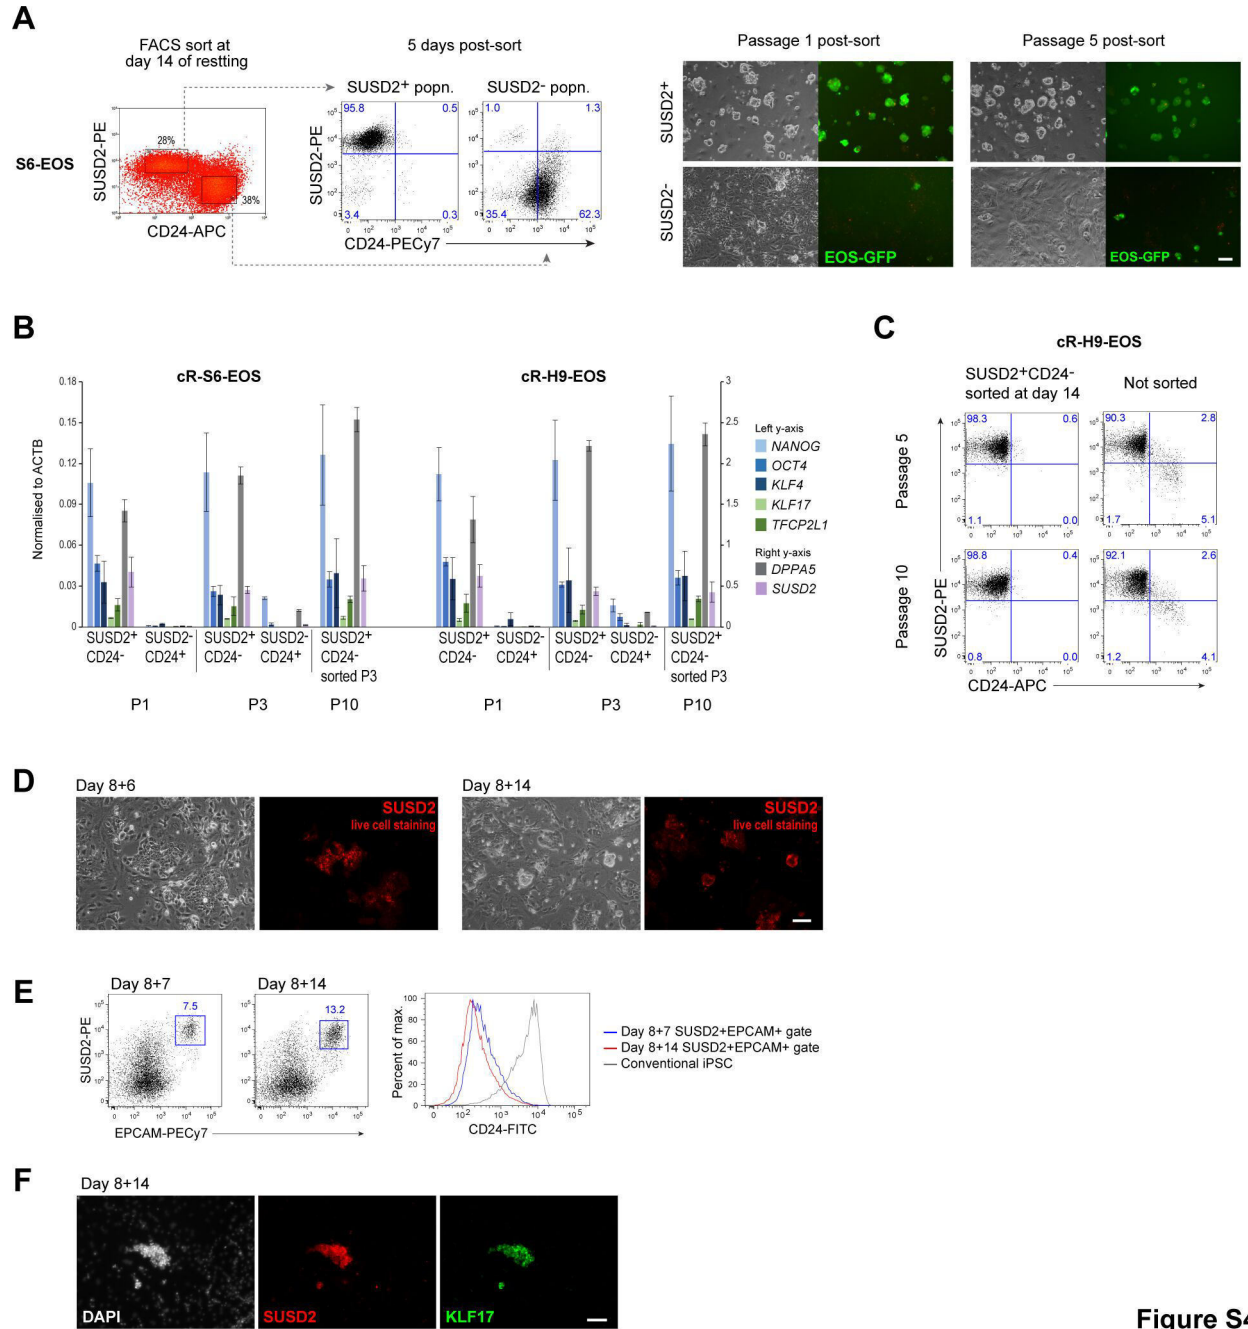 A
FACS sort at
day 14 of restting
5 days post-sort
SUSD2+ popn.
SUSD2- popn.
S6-EOS
SUSD2-PE
28%
38%
CD24-APC
SUSD2-PE
95.8
0.5
3.4
0.3
1.0
1.3
35.4
62.3
CD24-PECy7
Passage 1 post-sort
Passage 5 post-sort
SUSD2+
SUSD2-
EOS-GFP
EOS-GFP
B
cR-S6-EOS
cR-H9-EOS
Normalised to ACTB
0.18
0.15
0.12
0.09
0.06
0.03
0
3
2.5
2
1.5
1
0.5
0
Left y-axis
NANOG
OCT4
KLF4
KLF17
TFCP2L1
Right y-axis
DPPA5
SUSD2
SUSD2+ SUSD2- SUSD2+ SUSD2- SUSD2+
CD24- CD24+ CD24- CD24+ CD24-
sorted P3
P1 P3 P10
SUSD2+ SUSD2- SUSD2+ SUSD2- SUSD2+
CD24- CD24+ CD24- CD24+ CD24-
sorted P3
P1 P3 P10
C
cR-H9-EOS
SUSD2+CD24-
sorted at day 14
Not sorted
Passage 5
98.3
0.6
1.1
0.0
90.3
2.8
1.7
5.1
Passage 10
98.8
0.4
0.8
0.0
92.1
2.6
1.2
4.1
SUSD2-PE
CD24-APC
D
Day 8+6
SUSD2
live cell staining
Day 8+14
SUSD2
live cell staining
E
Day 8+7
7.5
Day 8+14
13.2
SUSD2-PE
EPCAM-PECy7
Percent of max.
100
80
60
40
20
0
CD24-FITC
Day 8+7 SUSD2+EPCAM+ gate
Day 8+14 SUSD2+EPCAM+ gate
Conventional iPSC
F
Day 8+14
DAPI
SUSD2
KLF17
Figure S4